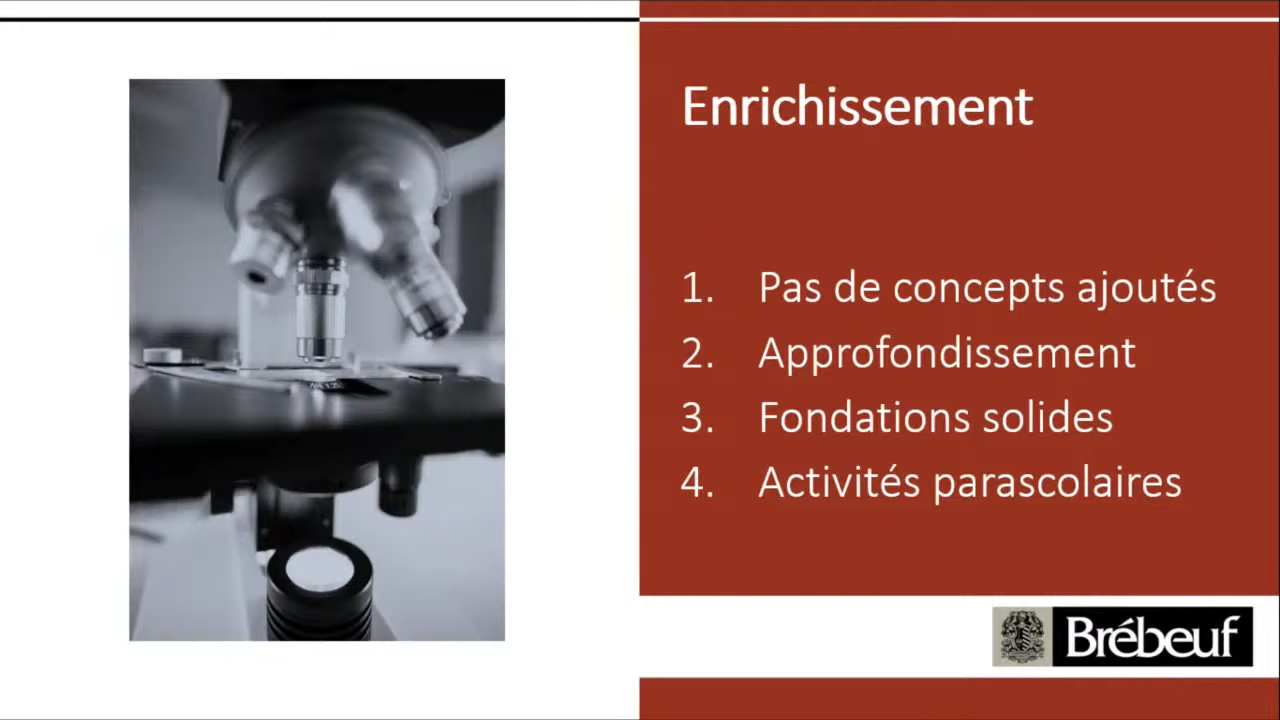 Enrichissement
1. Pas de concepts ajoutés
2. Approfondissement
3. Fondations solides
4. Activités parascolaires
Brébeuf